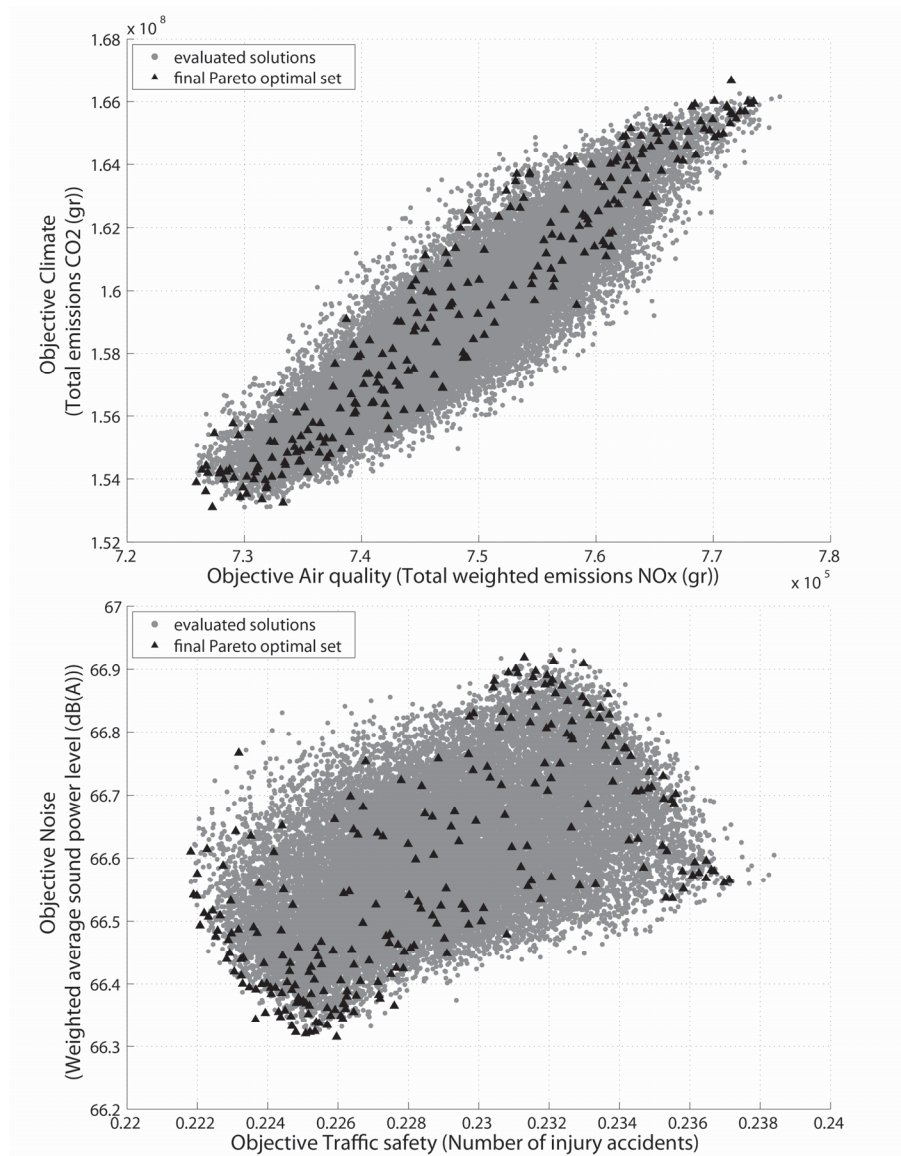 x 10 8
1.68
evaluated solutions
final Pareto optimal set
1.66
1.64
1.62
1.6
1.58
1.56
1.54
1.52
Objective Climate
(Total emissions CO2 (gr))
7.2 7.3 7.4 7.5 7.6 7.7 7.8
Objective Air quality (Total weighted emissions NOx (gr))
x 10 5
67
evaluated solutions
final Pareto optimal set
66.9
66.8
66.7
66.6
66.5
66.4
66.3
66.2
Objective Noise
(Weighted average sound power level (dB(A)))
0.22 0.222 0.224 0.226 0.228 0.23 0.232 0.234 0.236 0.238 0.24
Objective Traffic safety (Number of injury accidents)